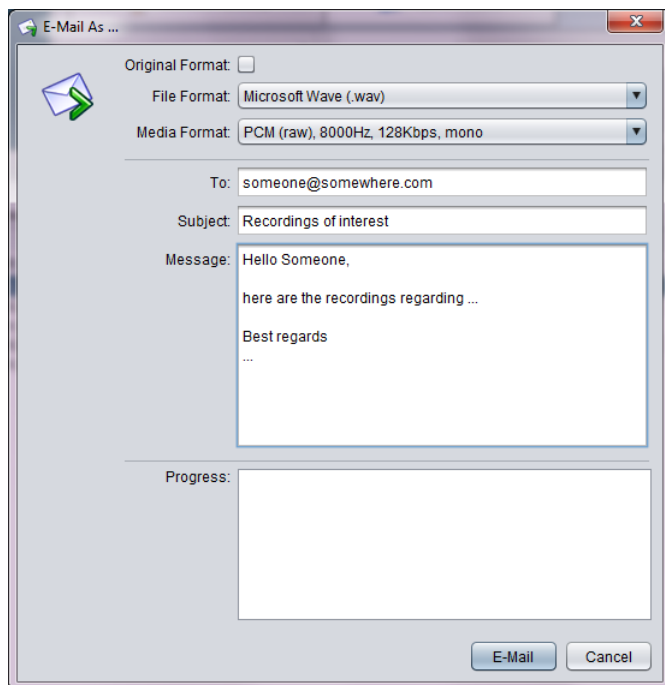 E-Mail As ...
Original Format:
File Format: Microsoft Wave (.wav)
Media Format: PCM (raw), 8000Hz, 128Kbps, mono
To: someone@somewhere.com
Subject: Recordings of interest
Message: Hello Someone,
here are the recordings regarding ...
Best regards
...
Progress:
E-Mail Cancel